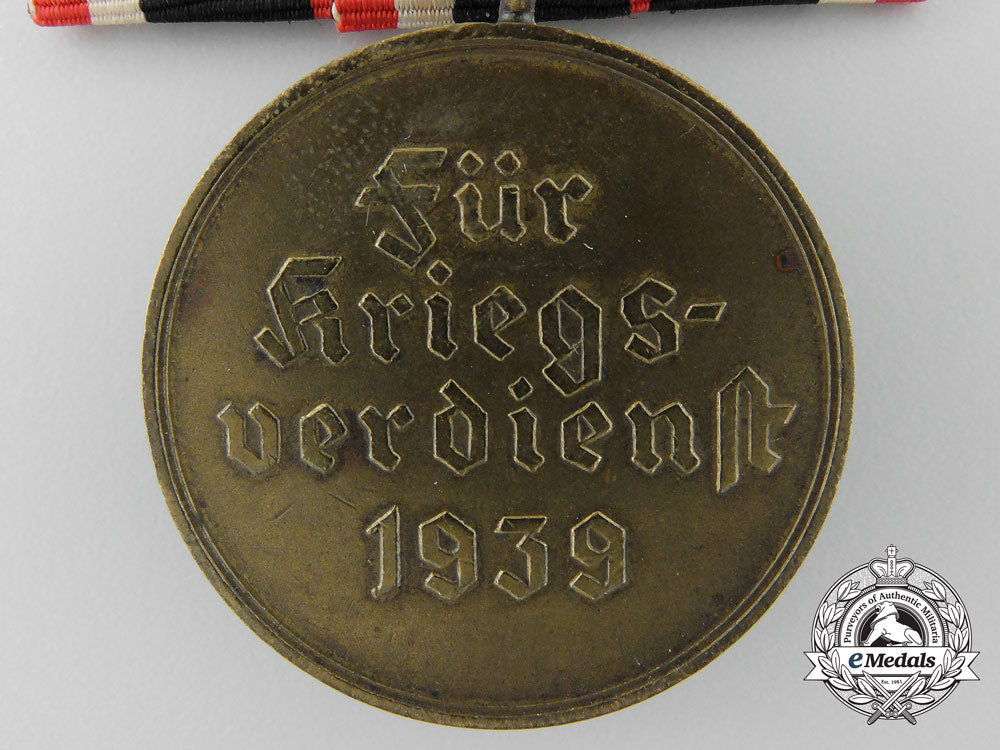 Für
Kriegs-
verdienst
1939
Purveyors of Authentic Militaria
eMedals
Est. 1981